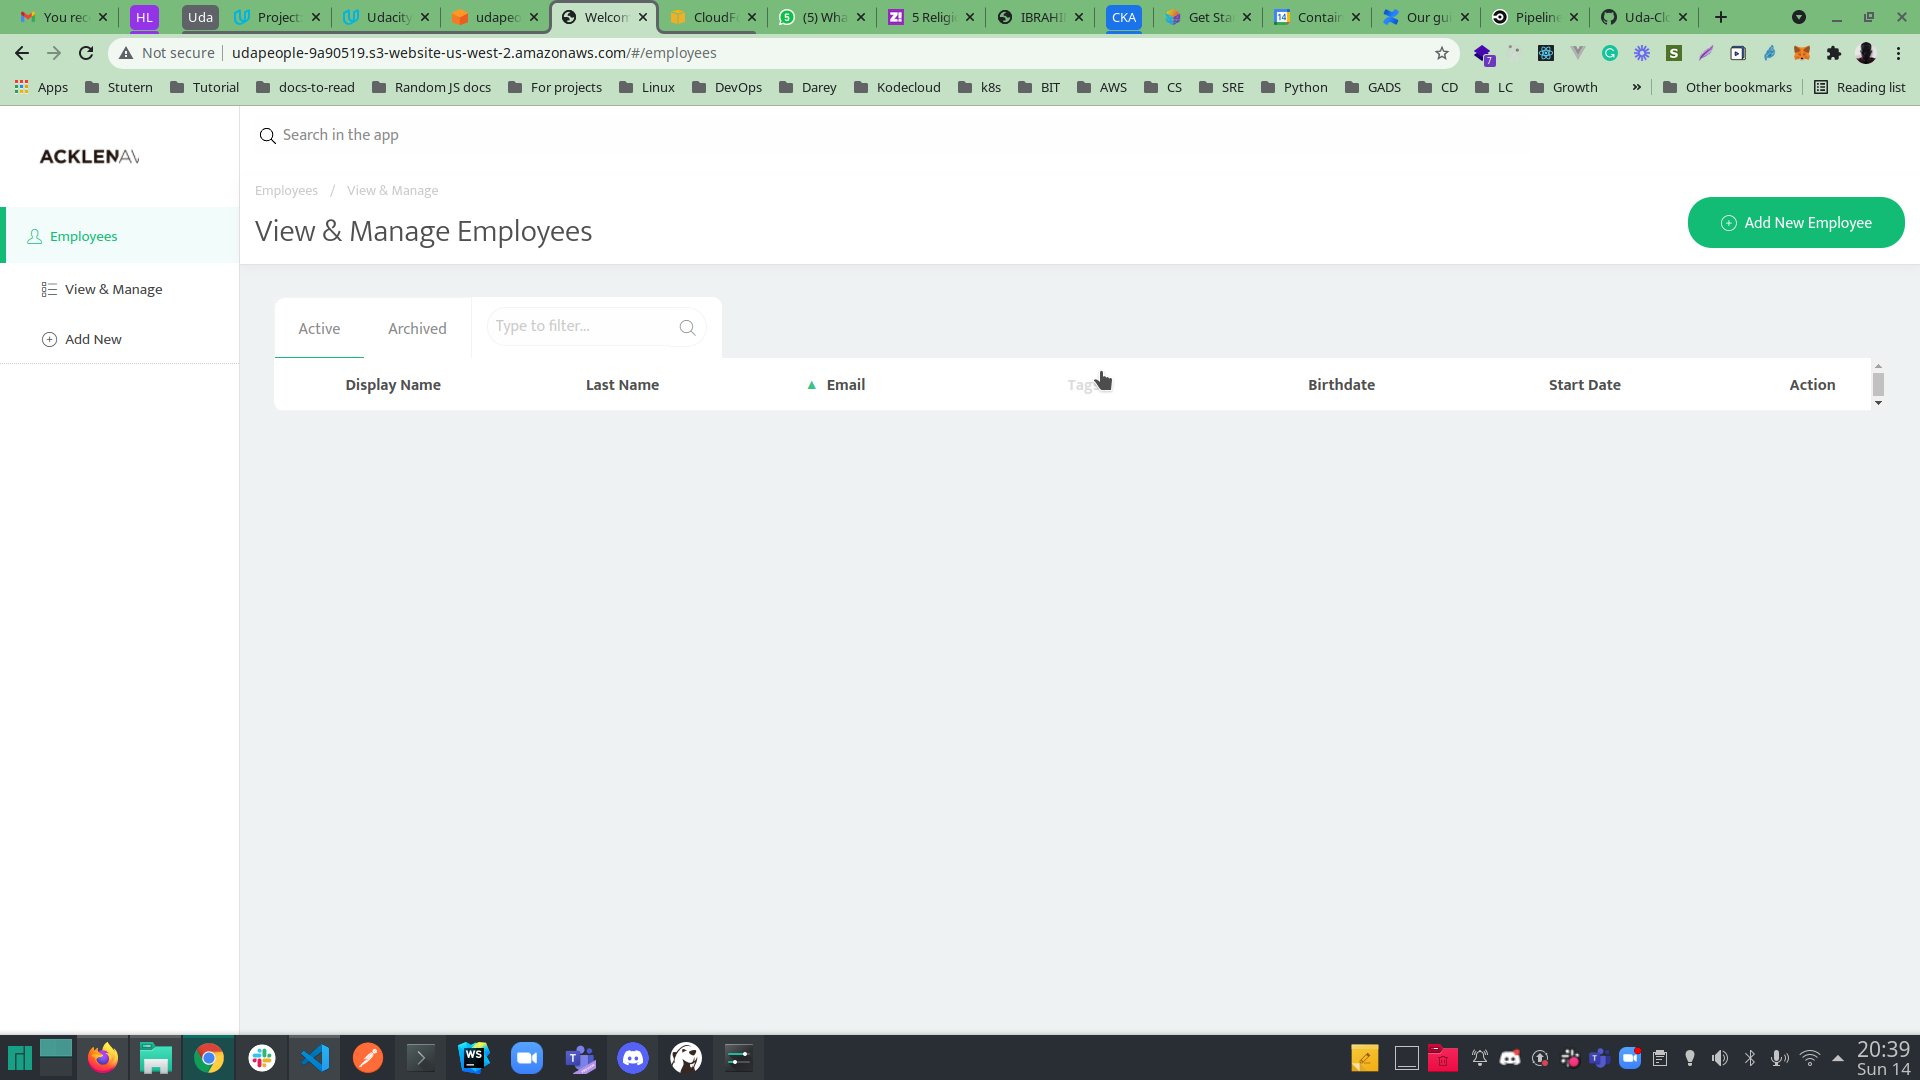 You rec
HL
Uda
Project
Udacity
udapeo
Welcom
CloudF
(5) Wha
5 Religi
IBRAHI
CKA
Get Sta
Contain
Our gui
Pipeline
Uda-Clo
Not secure
udapeople-9a90519.s3-website-us-west-2.amazonaws.com/#/employees
7
Apps
Stutern
Tutorial
docs-to-read
Random JS docs
For projects
Linux
DevOps
Darey
Kodecloud
k8s
BIT
AWS
CS
SRE
Python
GADS
CD
LC
Growth
»
Other bookmarks
Reading list
ACKLENAV
Search in the app
Employees / View & Manage
View & Manage Employees
Add New Employee
Employees
View & Manage
Add New
Active
Archived
Type to filter...
Display Name
Last Name
Email
Birthdate
Start Date
Action
20:39
Sun 14